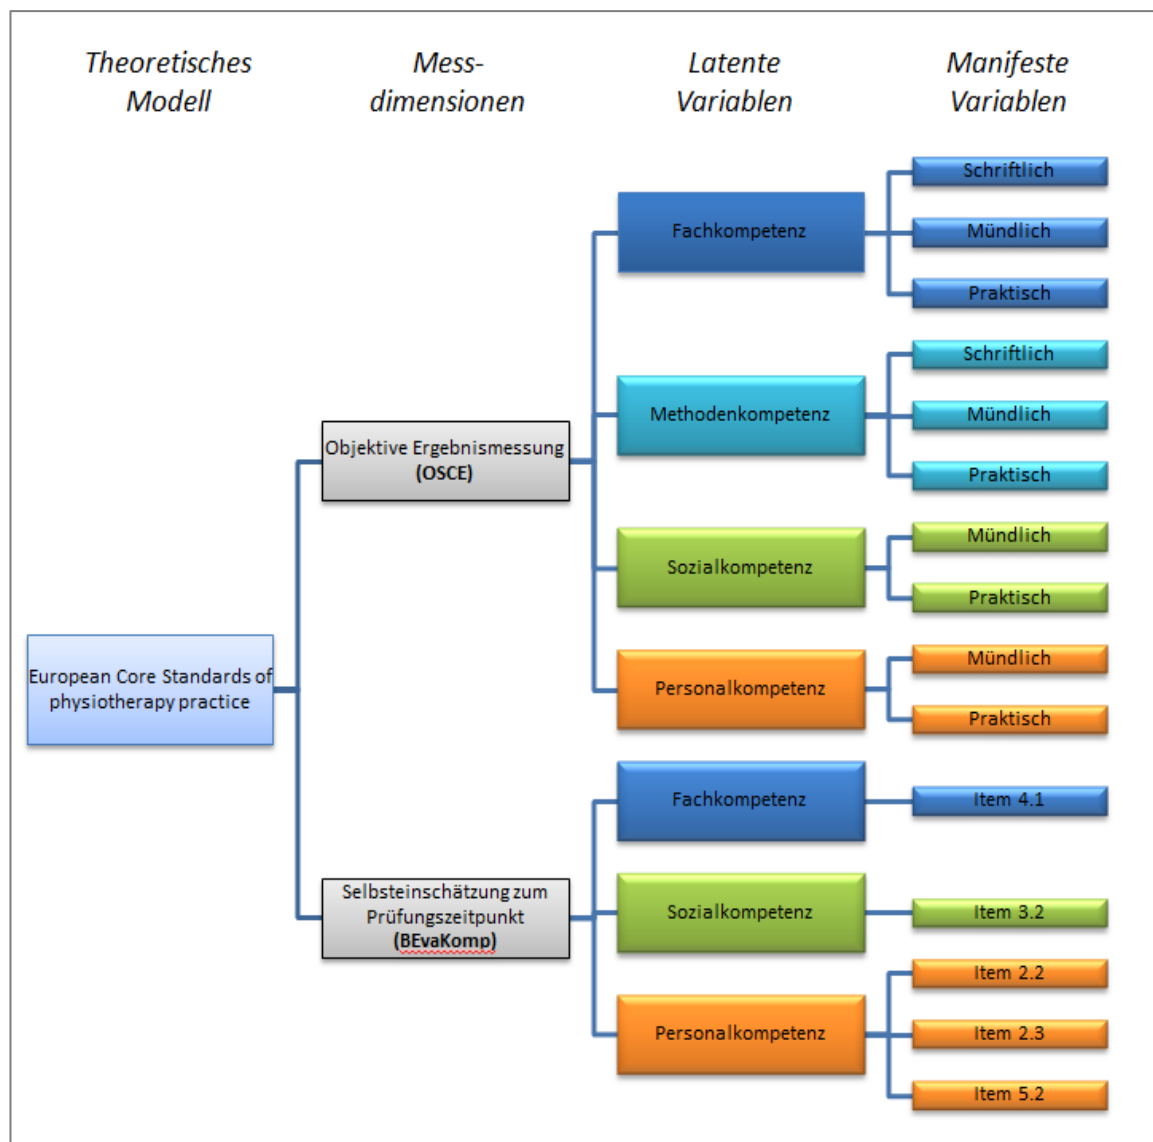 Theoretisches
Modell
Mess-
dimensionen
Latente
Variablen
Manifeste
Variablen
European Core Standards of
physiotherapy practice
Objektive Ergebnismessung
(OSCE)
Fachkompetenz
Schriftlich
Mündlich
Praktisch
Methodenkompetenz
Schriftlich
Mündlich
Praktisch
Sozialkompetenz
Mündlich
Praktisch
Personalkompetenz
Mündlich
Praktisch
Selbsteinschätzung zum
Prüfungszeitpunkt
(BEvaKomp)
Fachkompetenz
Item 4.1
Sozialkompetenz
Item 3.2
Personalkompetenz
Item 2.2
Item 2.3
Item 5.2